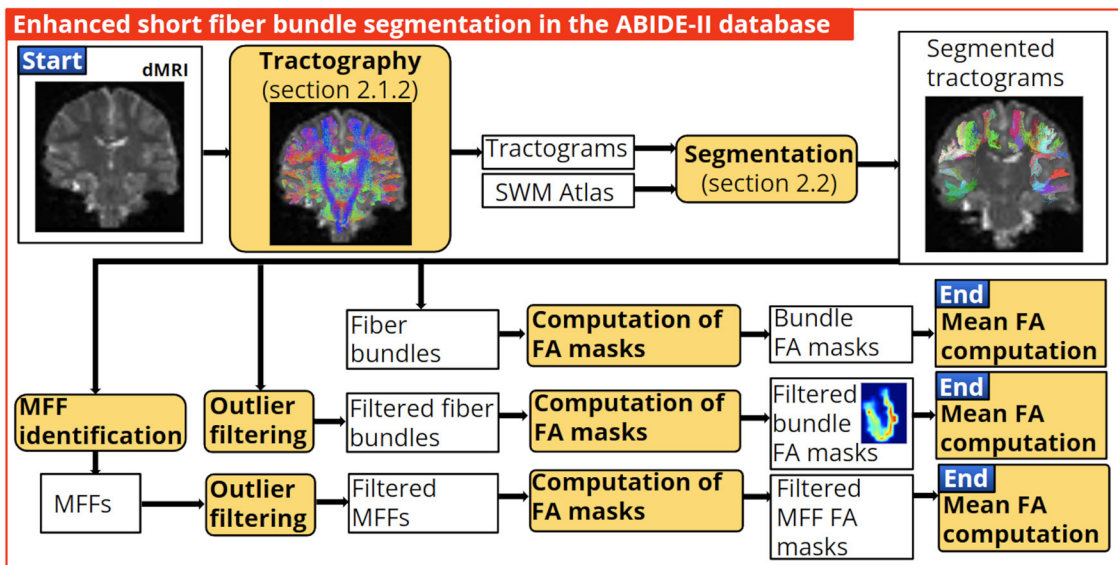 Enhanced short fiber bundle segmentation in the ABIDE-II database
Start
dMRI
Tractography
(section 2.1.2)
Tractograms
SWM Atlas
Segmentation
(section 2.2)
Segmented
tractograms
Fiber
bundles
Computation of
FA masks
Bundle
FA masks
End
Mean FA
computation
MFF
identification
Outlier
filtering
Filtered fiber
bundles
Computation of
FA masks
Filtered
bundle
FA masks
End
Mean FA
computation
MFFs
Outlier
filtering
Filtered
MFFs
Computation of
FA masks
Filtered
MFF FA
masks
End
Mean FA
computation